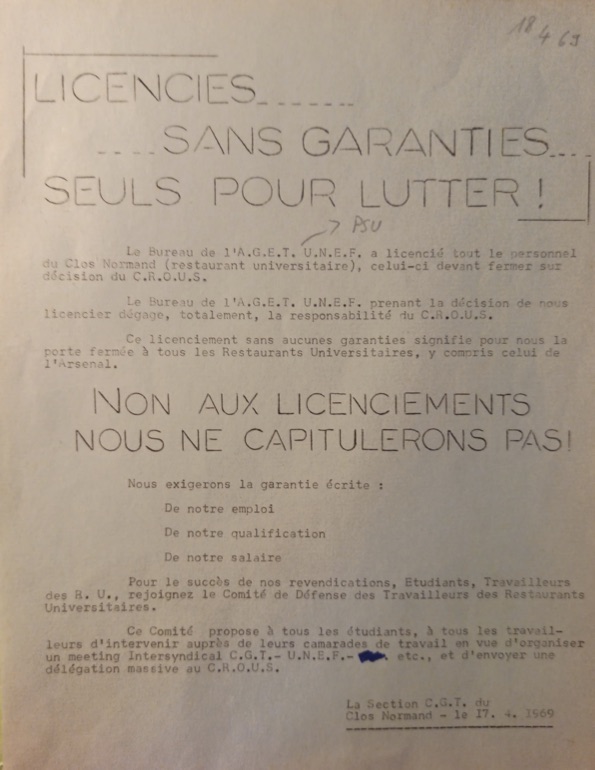 18 4 69
LICENCIES.......
....SANS GARANTIES....
SEULS POUR LUTTER !
→ PSU
Le Bureau de l'A.G.E.T. U.N.E.F. a licencié tout le personnel
du Clos Normand (restaurant universitaire), celui-ci devant fermer sur
décision du C.R.O.U.S.
Le Bureau de l'A.G.E.T. U.N.E.F. prenant la décision de nous
licencier dégage, totalement, la responsabilité du C.R.O.U.S.
Ce licenciement sans aucunes garanties signifie pour nous la
porte fermée à tous les Restaurants Universitaires, y compris celui de
l'Arsenal.
NON AUX LICENCIEMENTS
NOUS NE CAPITULERONS PAS!
Nous exigerons la garantie écrite :
De notre emploi
De notre qualification
De notre salaire
Pour le succès de nos revendications, Etudiants, Travailleurs
des R. U., rejoignez le Comité de Défense des Travailleurs des Restaurants
Universitaires.
Ce Comité propose à tous les étudiants, à tous les travail-
leurs d'intervenir auprès de leurs camarades de travail en vue d'organiser
un meeting Intersyndical C.G.T.- U.N.E.F.- etc., et d'envoyer une
délégation massive au C.R.O.U.S.
La Section C.G.T. du
Clos Normand - le 17. 4. 1969